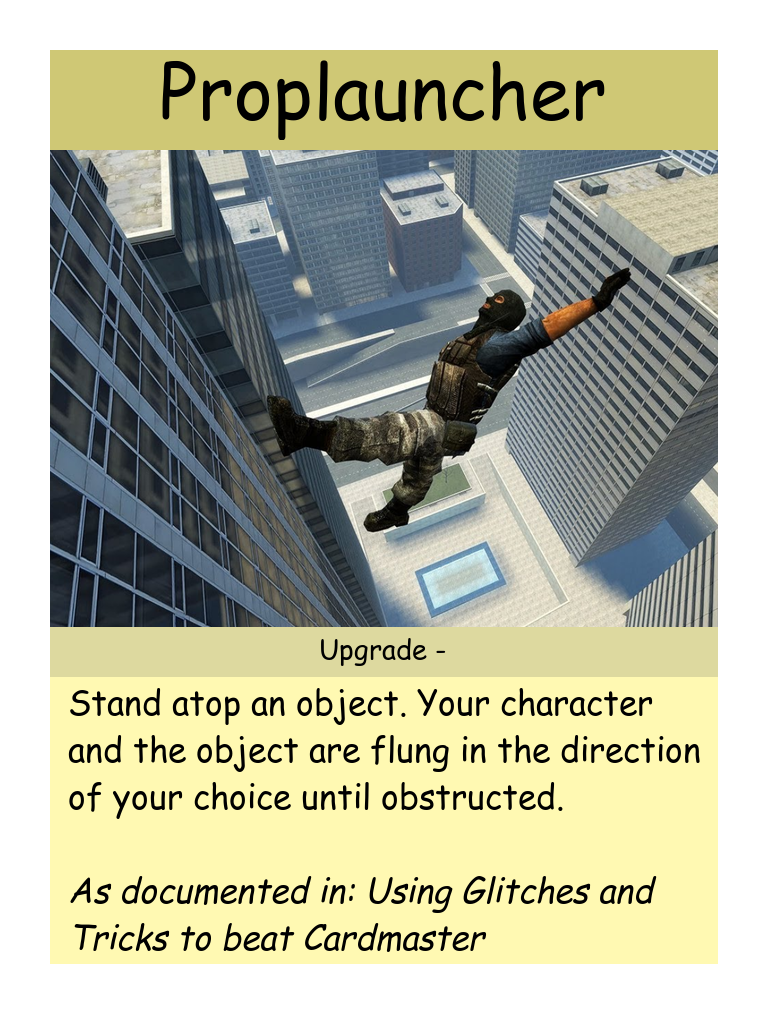 Proplauncher
Upgrade -
Stand atop an object. Your character
and the object are flung in the direction
of your choice until obstructed.
As documented in: Using Glitches and
Tricks to beat Cardmaster